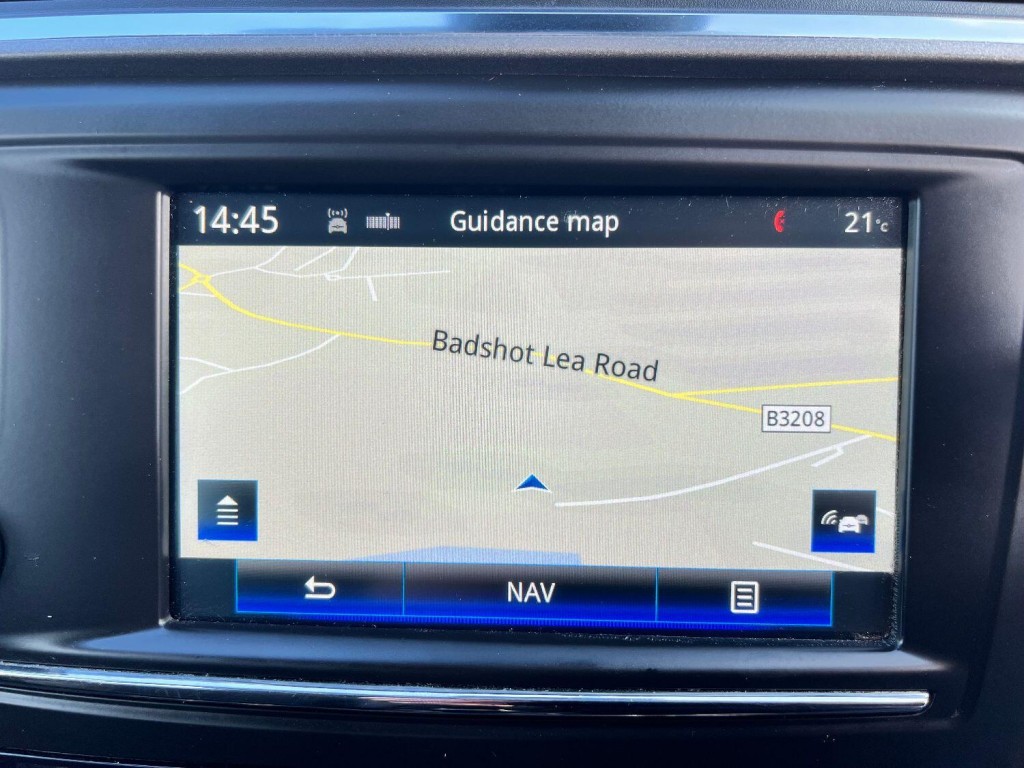 14:45 Guidance map 21°c
Badshot Lea Road
B3208
NAV